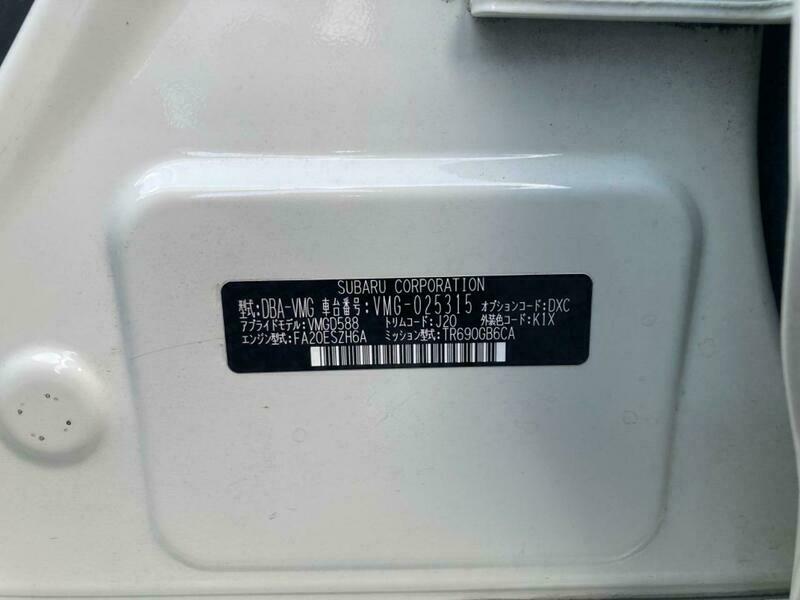 SUBARU CORPORATION
型式:DBA-VMG 車台番号:VMG-025315 オプションコード:DXC
アプライドモデル:VMGD588 トリムコード:J20 外装色コード:K1X
エンジン型式:FA20ESZH6A ミッション型式:TR690GB6CA